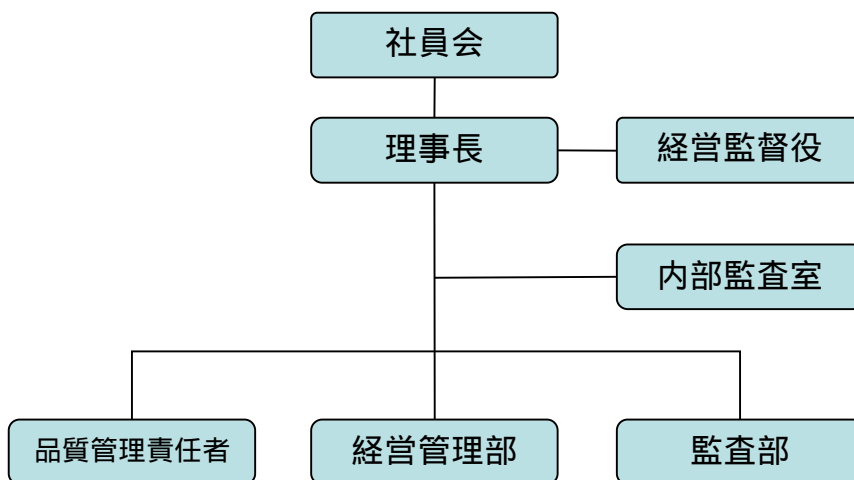 社員会
理事長
経営監督役
内部監査室
品質管理責任者
経営管理部
監査部